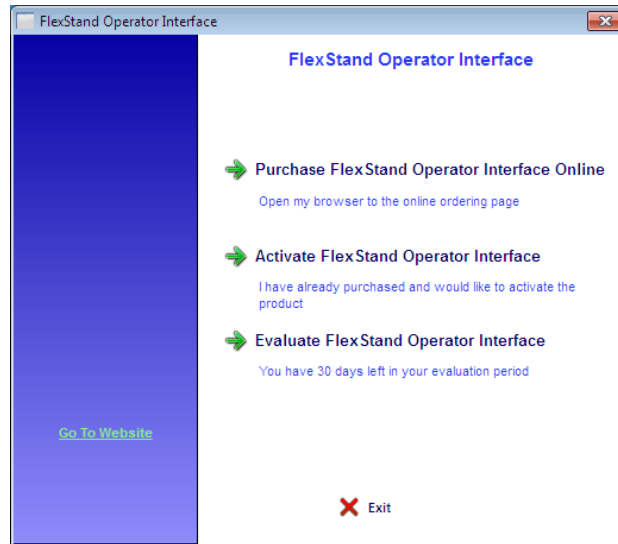 FlexStand Operator Interface
FlexStand Operator Interface
Purchase FlexStand Operator Interface Online
Open my browser to the online ordering page
Activate FlexStand Operator Interface
I have already purchased and would like to activate the
product
Evaluate FlexStand Operator Interface
You have 30 days left in your evaluation period
Go To Website
Exit